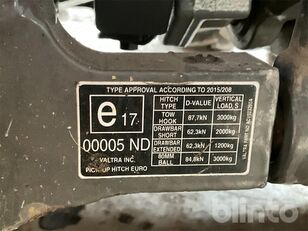 TYPE APPROVAL ACCORDING TO 2015/208
e 17
00005 ND
VALTRA INC.
PICK-UP HITCH EURO
HITCH TYPE D-VALUE VERTICAL LOAD, S
TOW HOOK 87,7kN 3000kg
DRAWBAR SHORT 62,3kN 2000kg
DRAWBAR EXTENDED 62,3kN 1200kg
80MM BALL 84,8kN 3000kg
blinto